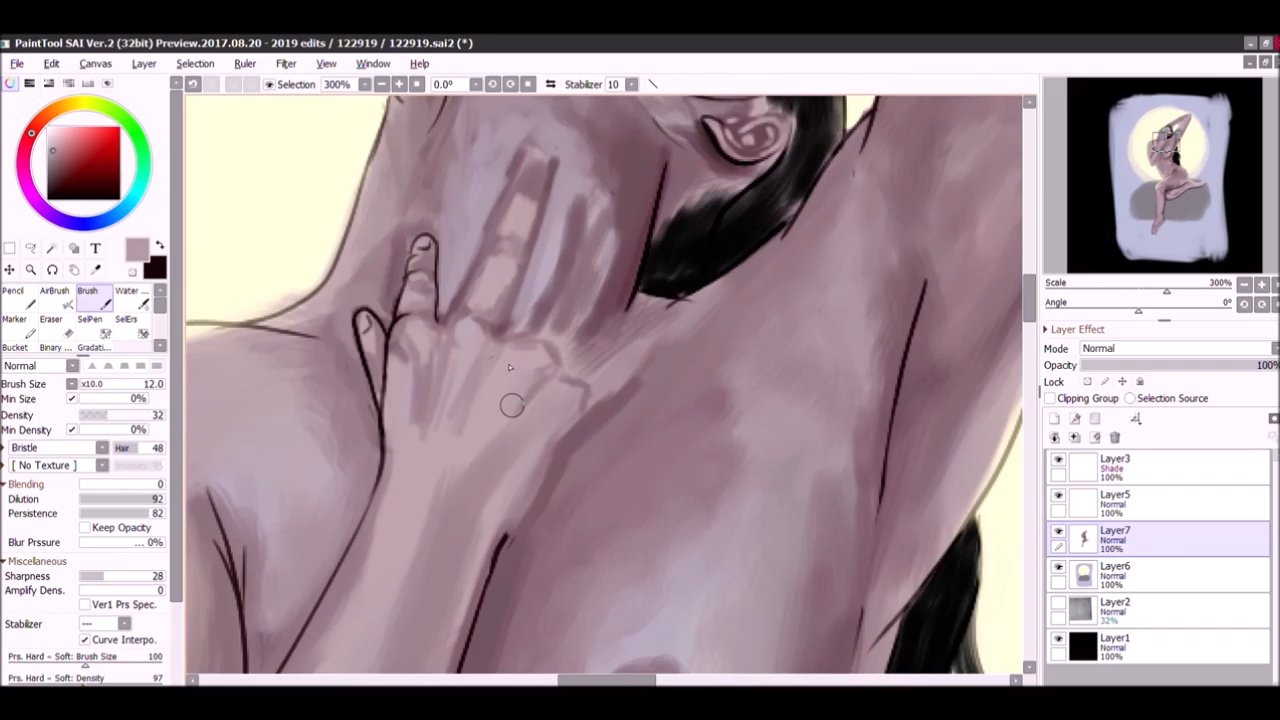 PaintTool SAI Ver.2 (32bit) Preview.2017.08.20 - 2019 edits / 122919 / 122919.sai2 (*)
File Edit Canvas Layer Selection Ruler Filter View Window Help
Selection 300% 0.0º Stabilizer 10
T
Pencil AirBrush Brush Water ...
Marker Eraser SelPen SelErs
Bucket Binary ... Gradati...
Normal
Brush Size x10.0 12.0
Min Size 0%
Density 32
Min Density 0%
Bristle Hair 48
[ No Texture ]
Blending 0
Dilution 92
Persistence 82
Keep Opacity
Blur Prssure ... 0%
Miscellaneous
Sharpness 28
Amplify Dens. 0
Ver1 Prs Spec.
Stabilizer ---
Curve Interpo.
Prs. Hard ~ Soft: Brush Size 100
Prs. Hard ~ Soft: Density 97
Scale 300%
Angle 0º
Layer Effect
Mode Normal
Opacity 100%
Lock
Clipping Group Selection Source
Layer3
Shade
100%
Layer5
Normal
100%
Layer7
Normal
100%
Layer6
Normal
100%
Layer2
Normal
32%
Layer1
Normal
100%